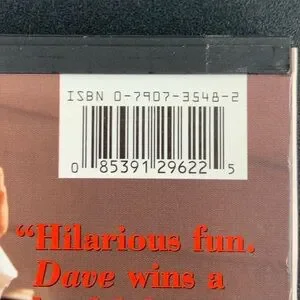 ISBN 0-7907-3548-2
0 85391 29622 5
“Hilarious fun.
Dave wins a